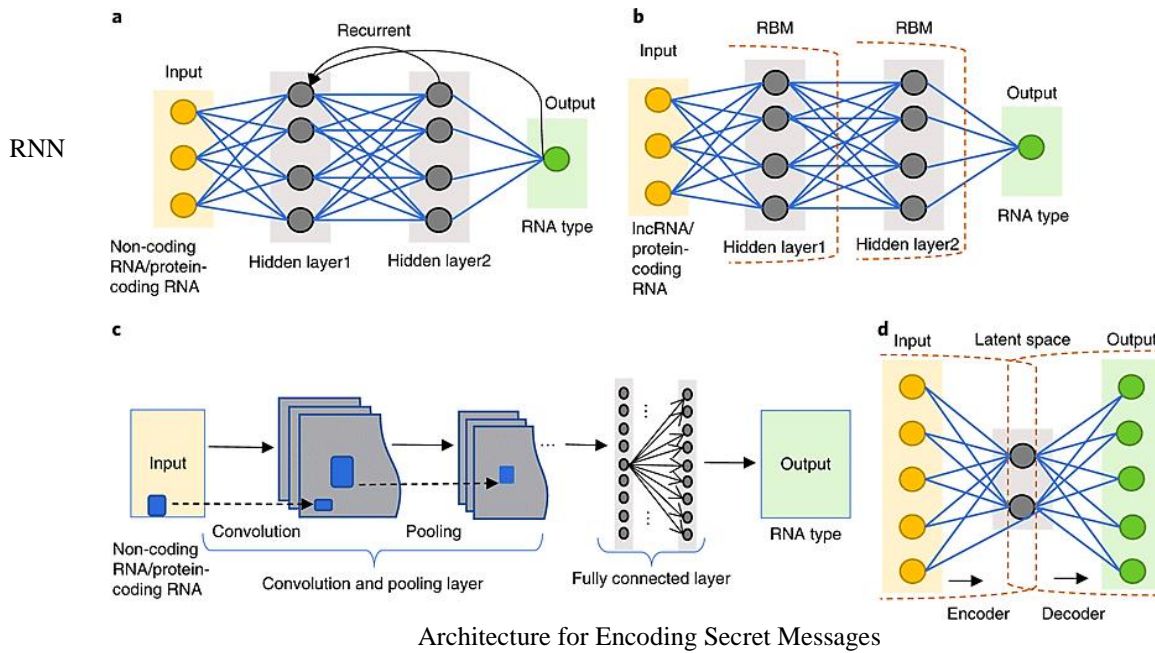 RNN
a
Recurrent
Input
Output
Non-coding
RNA/protein-
coding RNA
Hidden layer1
Hidden layer2
RNA type
b
RBM
RBM
Input
Output
lncRNA/
protein-
coding
RNA
Hidden layer1
Hidden layer2
RNA type
c
Input
Non-coding
RNA/protein-
coding RNA
Convolution
Pooling
Convolution and pooling layer
...
...
...
Fully connected layer
Output
RNA type
d
Input
Latent space
Output
Encoder
Decoder
Architecture for Encoding Secret Messages